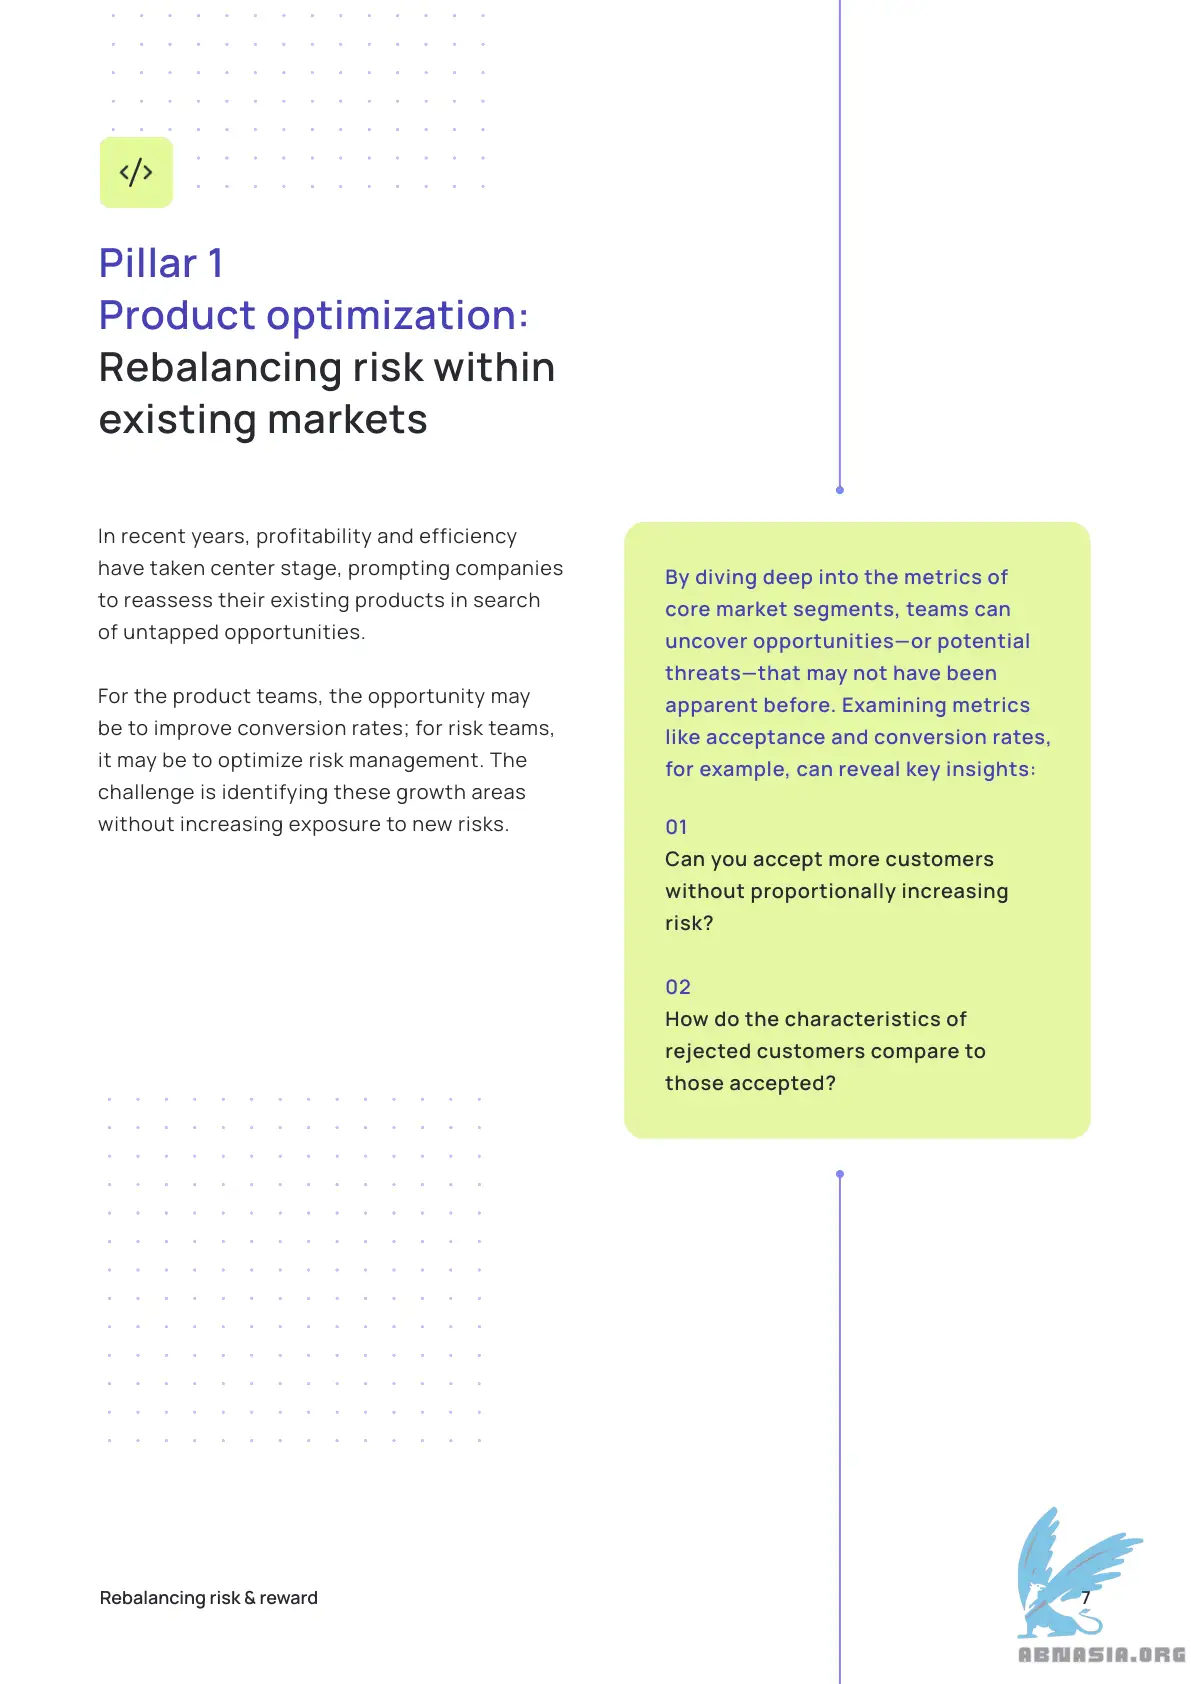 </>
Pillar 1
Product optimization:
Rebalancing risk within
existing markets
In recent years, profitability and efficiency
have taken center stage, prompting companies
to reassess their existing products in search
of untapped opportunities.
For the product teams, the opportunity may
be to improve conversion rates; for risk teams,
it may be to optimize risk management. The
challenge is identifying these growth areas
without increasing exposure to new risks.
By diving deep into the metrics of
core market segments, teams can
uncover opportunities—or potential
threats—that may not have been
apparent before. Examining metrics
like acceptance and conversion rates,
for example, can reveal key insights:
01
Can you accept more customers
without proportionally increasing
risk?
02
How do the characteristics of
rejected customers compare to
those accepted?
Rebalancing risk & reward
7
ABNASIA.ORG